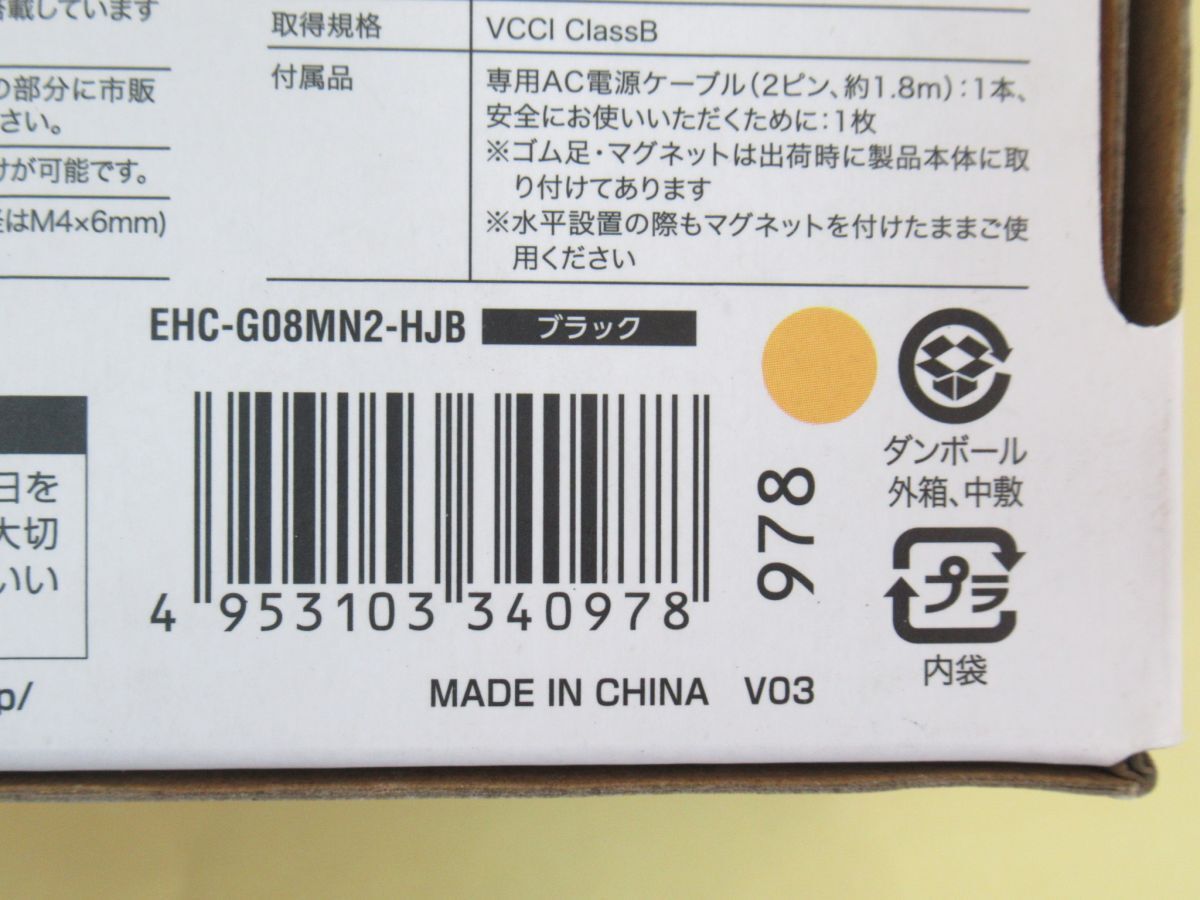 搭載しています
の部分に市販
さい。
けが可能です。
径はM4×6mm)
取得規格
VCCI ClassB
付属品
専用AC電源ケーブル(2ピン、約1.8m):1本、
安全にお使いいただくために:1枚
※ゴム足・マグネットは出荷時に製品本体に取
り付けてあります
※水平設置の際もマグネットを付けたままご使
用ください
EHC-G08MN2-HJB ブラック
日を
大切
いい
p/
4 953103 340978
978
MADE IN CHINA V03
ダンボール
外箱、中敷
プラ
内袋